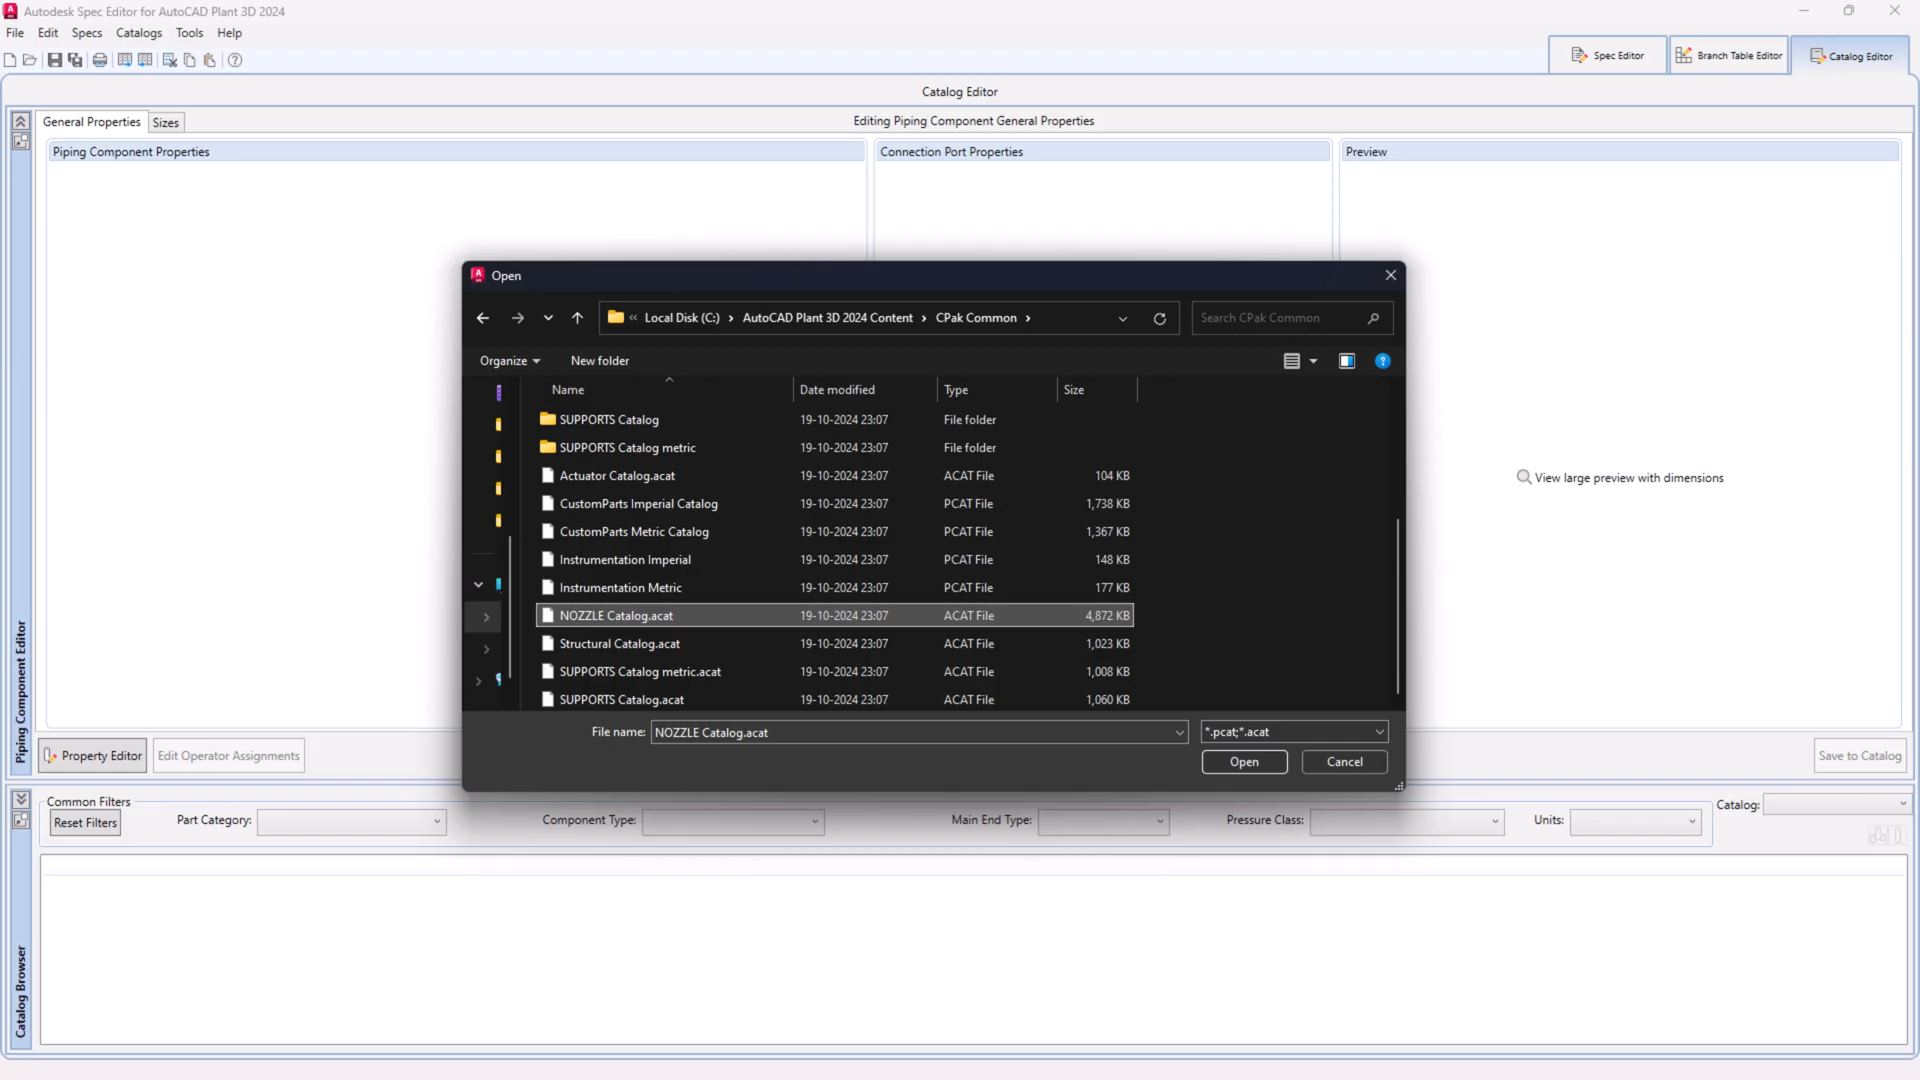 Autodesk Spec Editor for AutoCAD Plant 3D 2024
File Edit Specs Catalogs Tools Help
Spec Editor Branch Table Editor Catalog Editor
Catalog Editor
General Properties Sizes Editing Piping Component General Properties
Piping Component Properties Connection Port Properties Preview
Open
« Local Disk (C:) › AutoCAD Plant 3D 2024 Content › CPak Common › Search CPak Common
Organize New folder
Name Date modified Type Size
SUPPORTS Catalog 19-10-2024 23:07 File folder
SUPPORTS Catalog metric 19-10-2024 23:07 File folder
Actuator Catalog.acat 19-10-2024 23:07 ACAT File 104 KB
View large preview with dimensions
CustomParts Imperial Catalog 19-10-2024 23:07 PCAT File 1,738 KB
CustomParts Metric Catalog 19-10-2024 23:07 PCAT File 1,367 KB
Instrumentation Imperial 19-10-2024 23:07 PCAT File 148 KB
Instrumentation Metric 19-10-2024 23:07 PCAT File 177 KB
NOZZLE Catalog.acat 19-10-2024 23:07 ACAT File 4,872 KB
Structural Catalog.acat 19-10-2024 23:07 ACAT File 1,023 KB
SUPPORTS Catalog metric.acat 19-10-2024 23:07 ACAT File 1,008 KB
SUPPORTS Catalog.acat 19-10-2024 23:07 ACAT File 1,060 KB
File name: NOZZLE Catalog.acat *.pcat;*.acat
Open Cancel
Piping Component Editor
Property Editor Edit Operator Assignments Save to Catalog
Common Filters
Reset Filters Part Category: Component Type: Main End Type: Pressure Class: Units: Catalog:
Catalog Browser